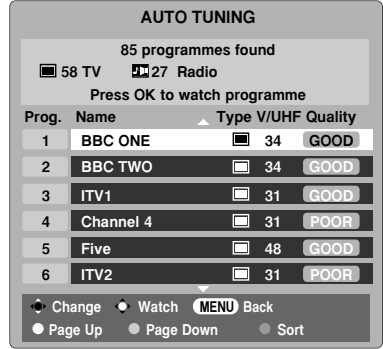 AUTO TUNING
85 programmes found
58 TV 27 Radio
Press OK to watch programme
Prog. Name Type V/UHF Quality
1 BBC ONE 34 GOOD
2 BBC TWO 34 GOOD
3 ITV1 31 GOOD
4 Channel 4 31 POOR
5 Five 48 GOOD
6 ITV2 31 POOR
Change Watch MENU Back
Page Up Page Down Sort